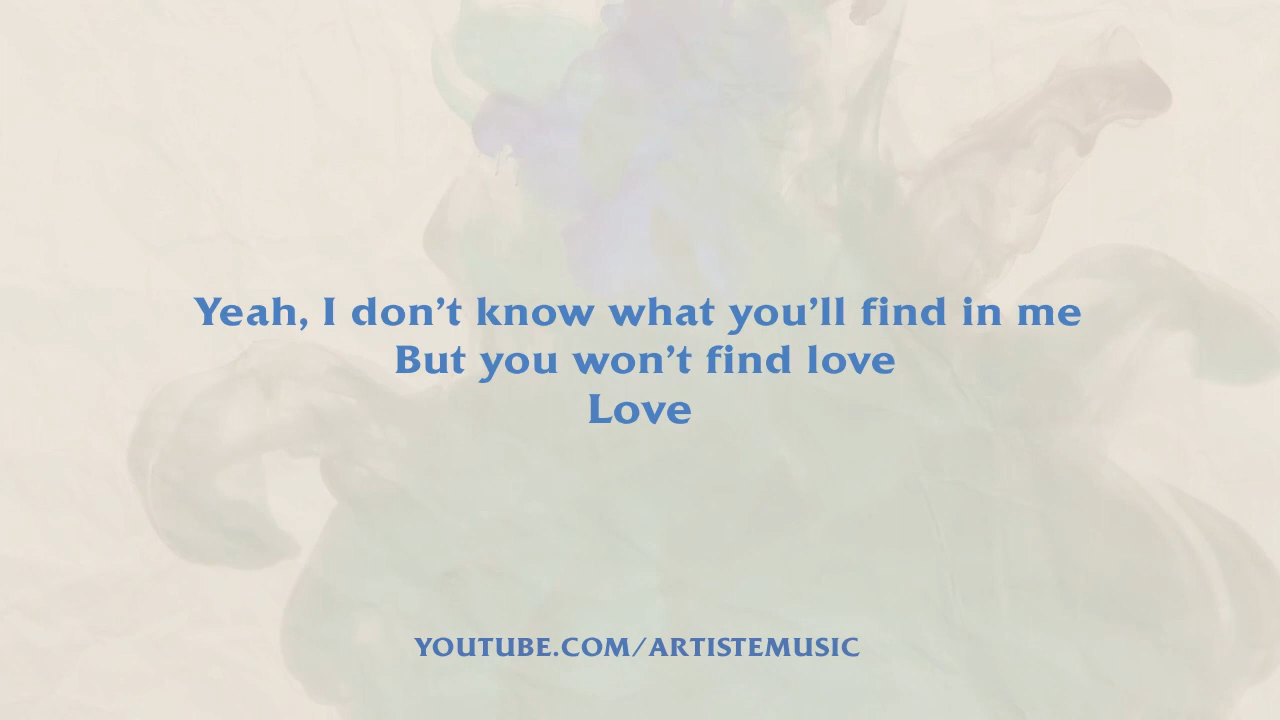 Yeah, I don’t know what you’ll find in me
But you won’t find love
Love
YOUTUBE.COM/ARTISTEMUSIC